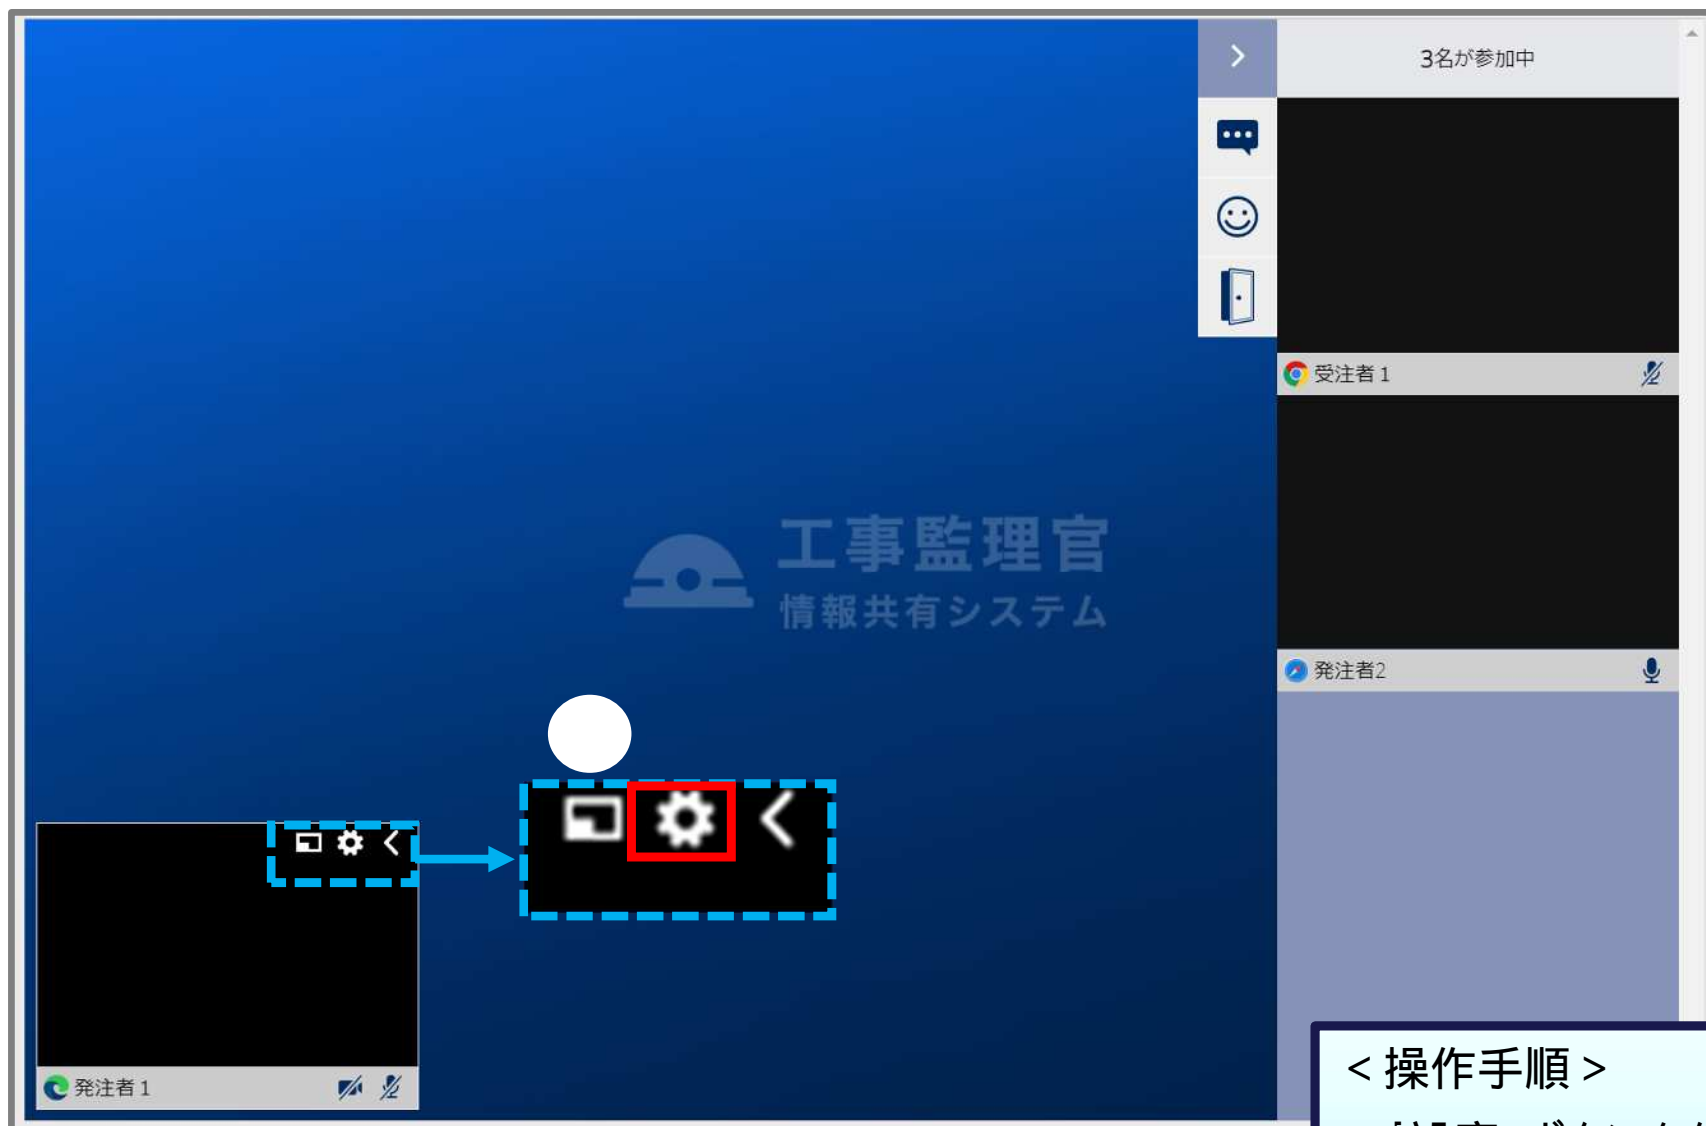 3名が参加中
受注者1
発注者2
工事監理官
情報共有システム
発注者1
<操作手順>